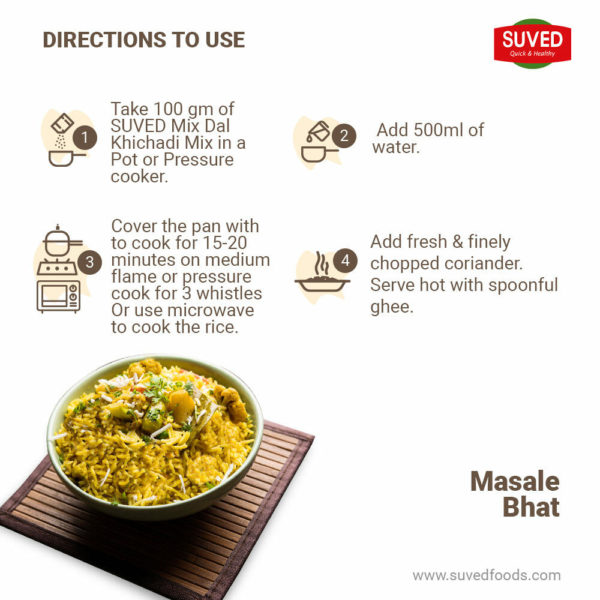 DIRECTIONS TO USE
SUVED
Quick & Healthy
1
Take 100 gm of
SUVED Mix Dal
Khichadi Mix in a
Pot or Pressure
cooker.
2
Add 500ml of
water.
3
Cover the pan with
to cook for 15-20
minutes on medium
flame or pressure
cook for 3 whistles
Or use microwave
to cook the rice.
4
Add fresh & finely
chopped coriander.
Serve hot with spoonful
ghee.
Masale
Bhat
www.suvedfoods.com